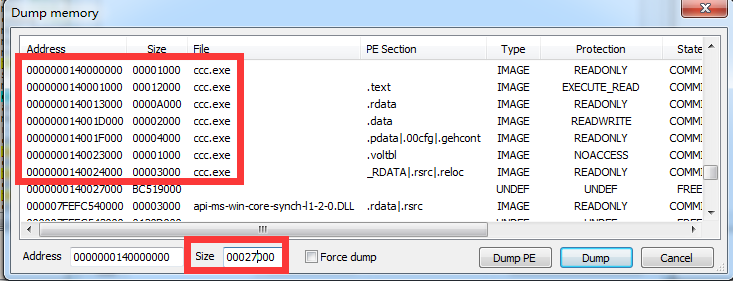 Dump memory
Address Size File PE Section Type Protection State
0000000140000000 00001000 ccc.exe IMAGE READONLY COMMI
0000000140001000 00012000 ccc.exe .text IMAGE EXECUTE_READ COMMI
0000000140013000 0000A000 ccc.exe .rdata IMAGE READONLY COMMI
000000014001D000 00002000 ccc.exe .data IMAGE READWRITE COMMI
000000014001F000 00004000 ccc.exe .pdata|.00cfg|.gehcont IMAGE READONLY COMMI
0000000140023000 00001000 ccc.exe .voltbl IMAGE NOACCESS COMMI
0000000140024000 00003000 ccc.exe _RDATA|.rsrc|.reloc IMAGE READONLY COMMI
0000000140027000 BC519000 UNDEF UNDEF FREE
000007FEFC540000 00003000 api-ms-win-core-synch-l1-2-0.DLL .rdata|.rsrc IMAGE READONLY COMMI
Address 0000000140000000 Size 00027000 Force dump Dump PE Dump Cancel